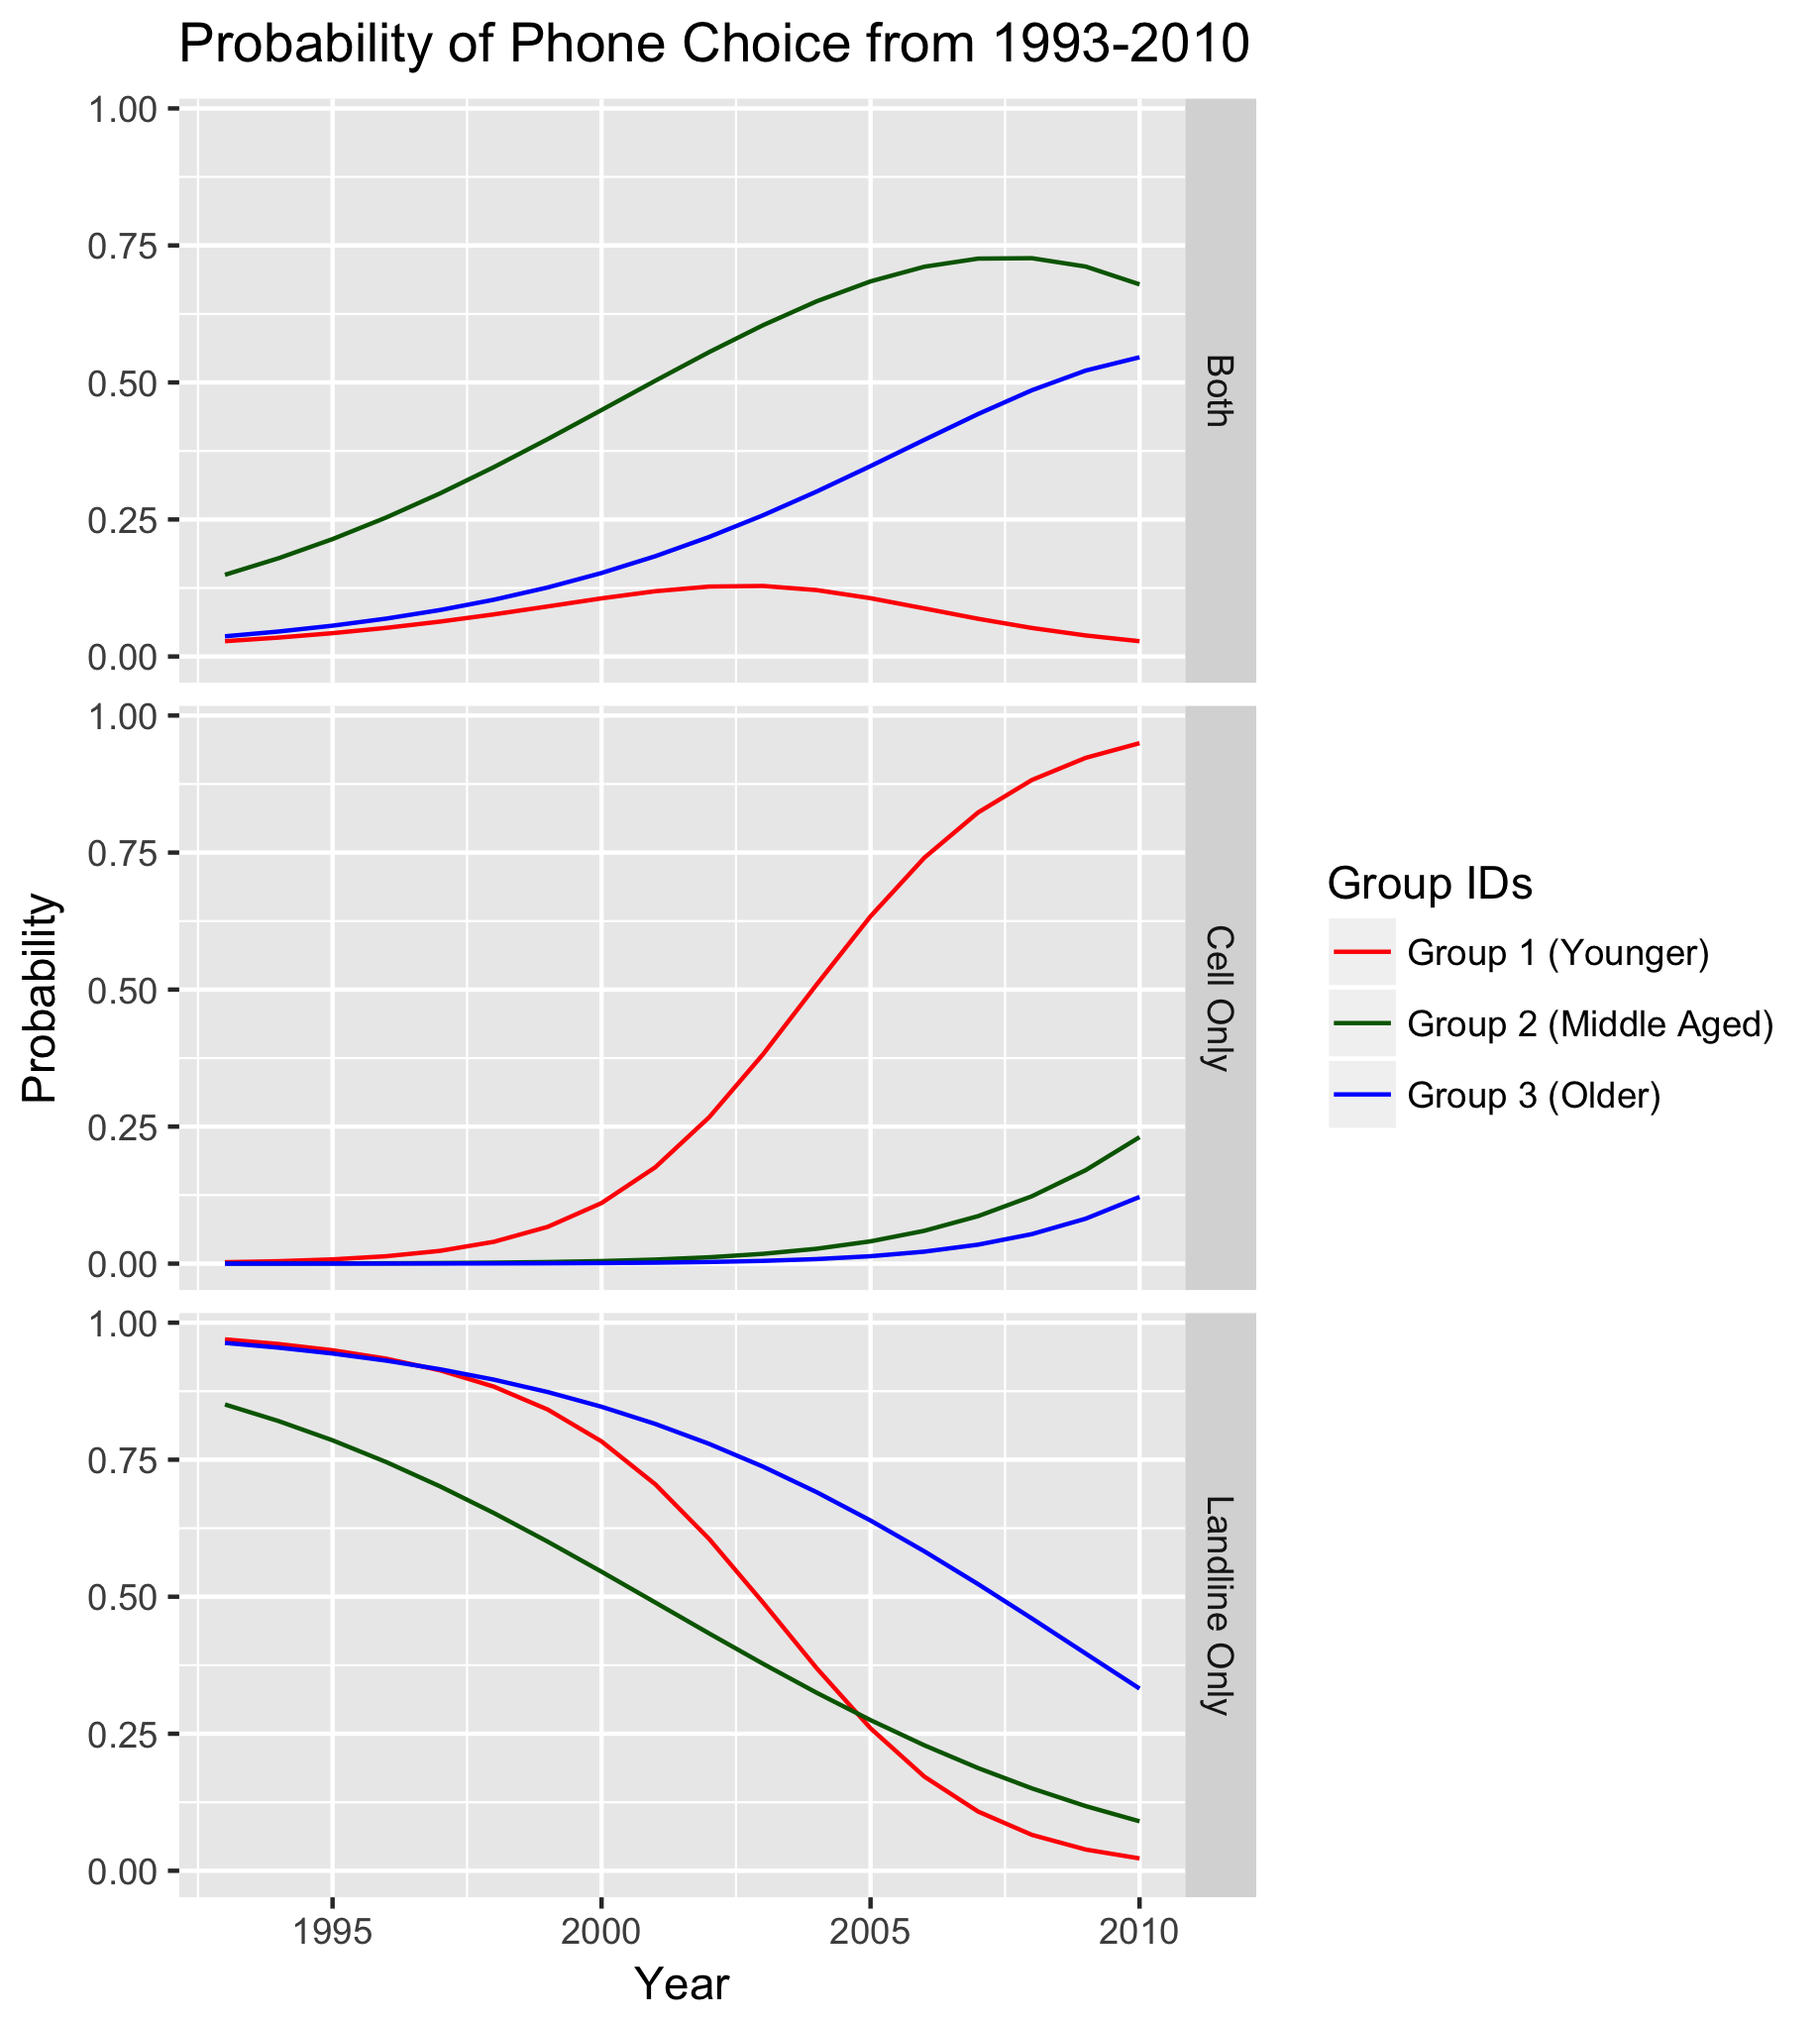 Probability of Phone Choice from 1993-2010
1.00
0.75
0.50
0.25
0.00
Both
1.00
0.75
0.50
0.25
0.00
Cell Only
1.00
0.75
0.50
0.25
0.00
Landline Only
Probability
1995 2000 2005 2010
Year
Group IDs
Group 1 (Younger)
Group 2 (Middle Aged)
Group 3 (Older)